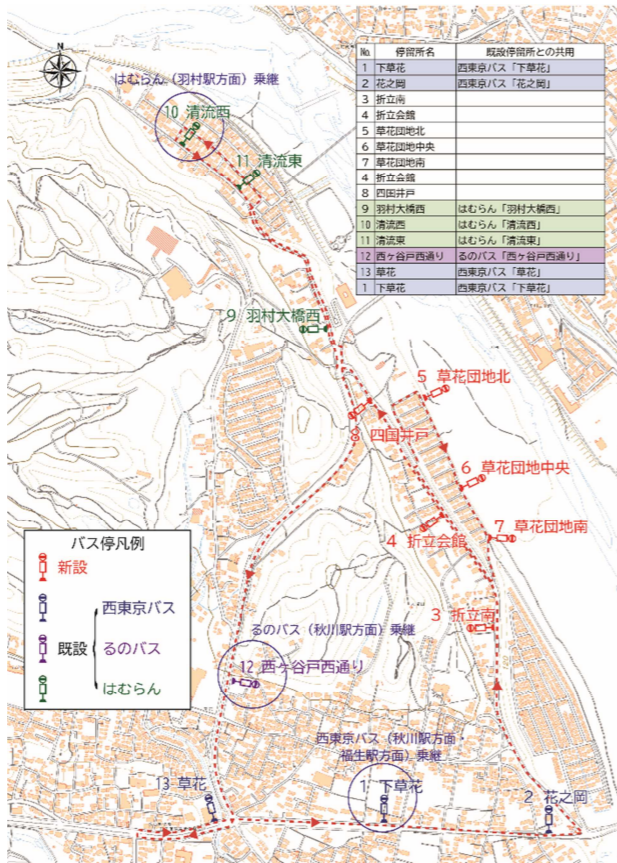 N
はむらん（羽村駅方面）乗継
10 清流西
11 清流東
No. 停留所名 既設停留所との共用
1 下草花 西東京バス「下草花」
2 花之岡 西東京バス「花之岡」
3 折立南
4 折立会館
5 草花団地北
6 草花団地中央
7 草花団地南
4 折立会館
8 四国井戸
9 羽村大橋西 はむらん「羽村大橋西」
10 清流西 はむらん「清流西」
11 清流東 はむらん「清流東」
12 西ヶ谷戸西通り るのバス「西ヶ谷戸西通り」
13 草花 西東京バス「草花」
1 下草花 西東京バス「下草花」
9 羽村大橋西
5 草花団地北
8 四国井戸
6 草花団地中央
4 折立会館
7 草花団地南
3 折立南
バス停凡例
新設
既設
西東京バス
るのバス
はむらん
るのバス（秋川駅方面）乗継
12 西ヶ谷戸西通り
西東京バス（秋川駅方面・
福生駅方面）乗継
13 草花
1 下草花
2 花之岡